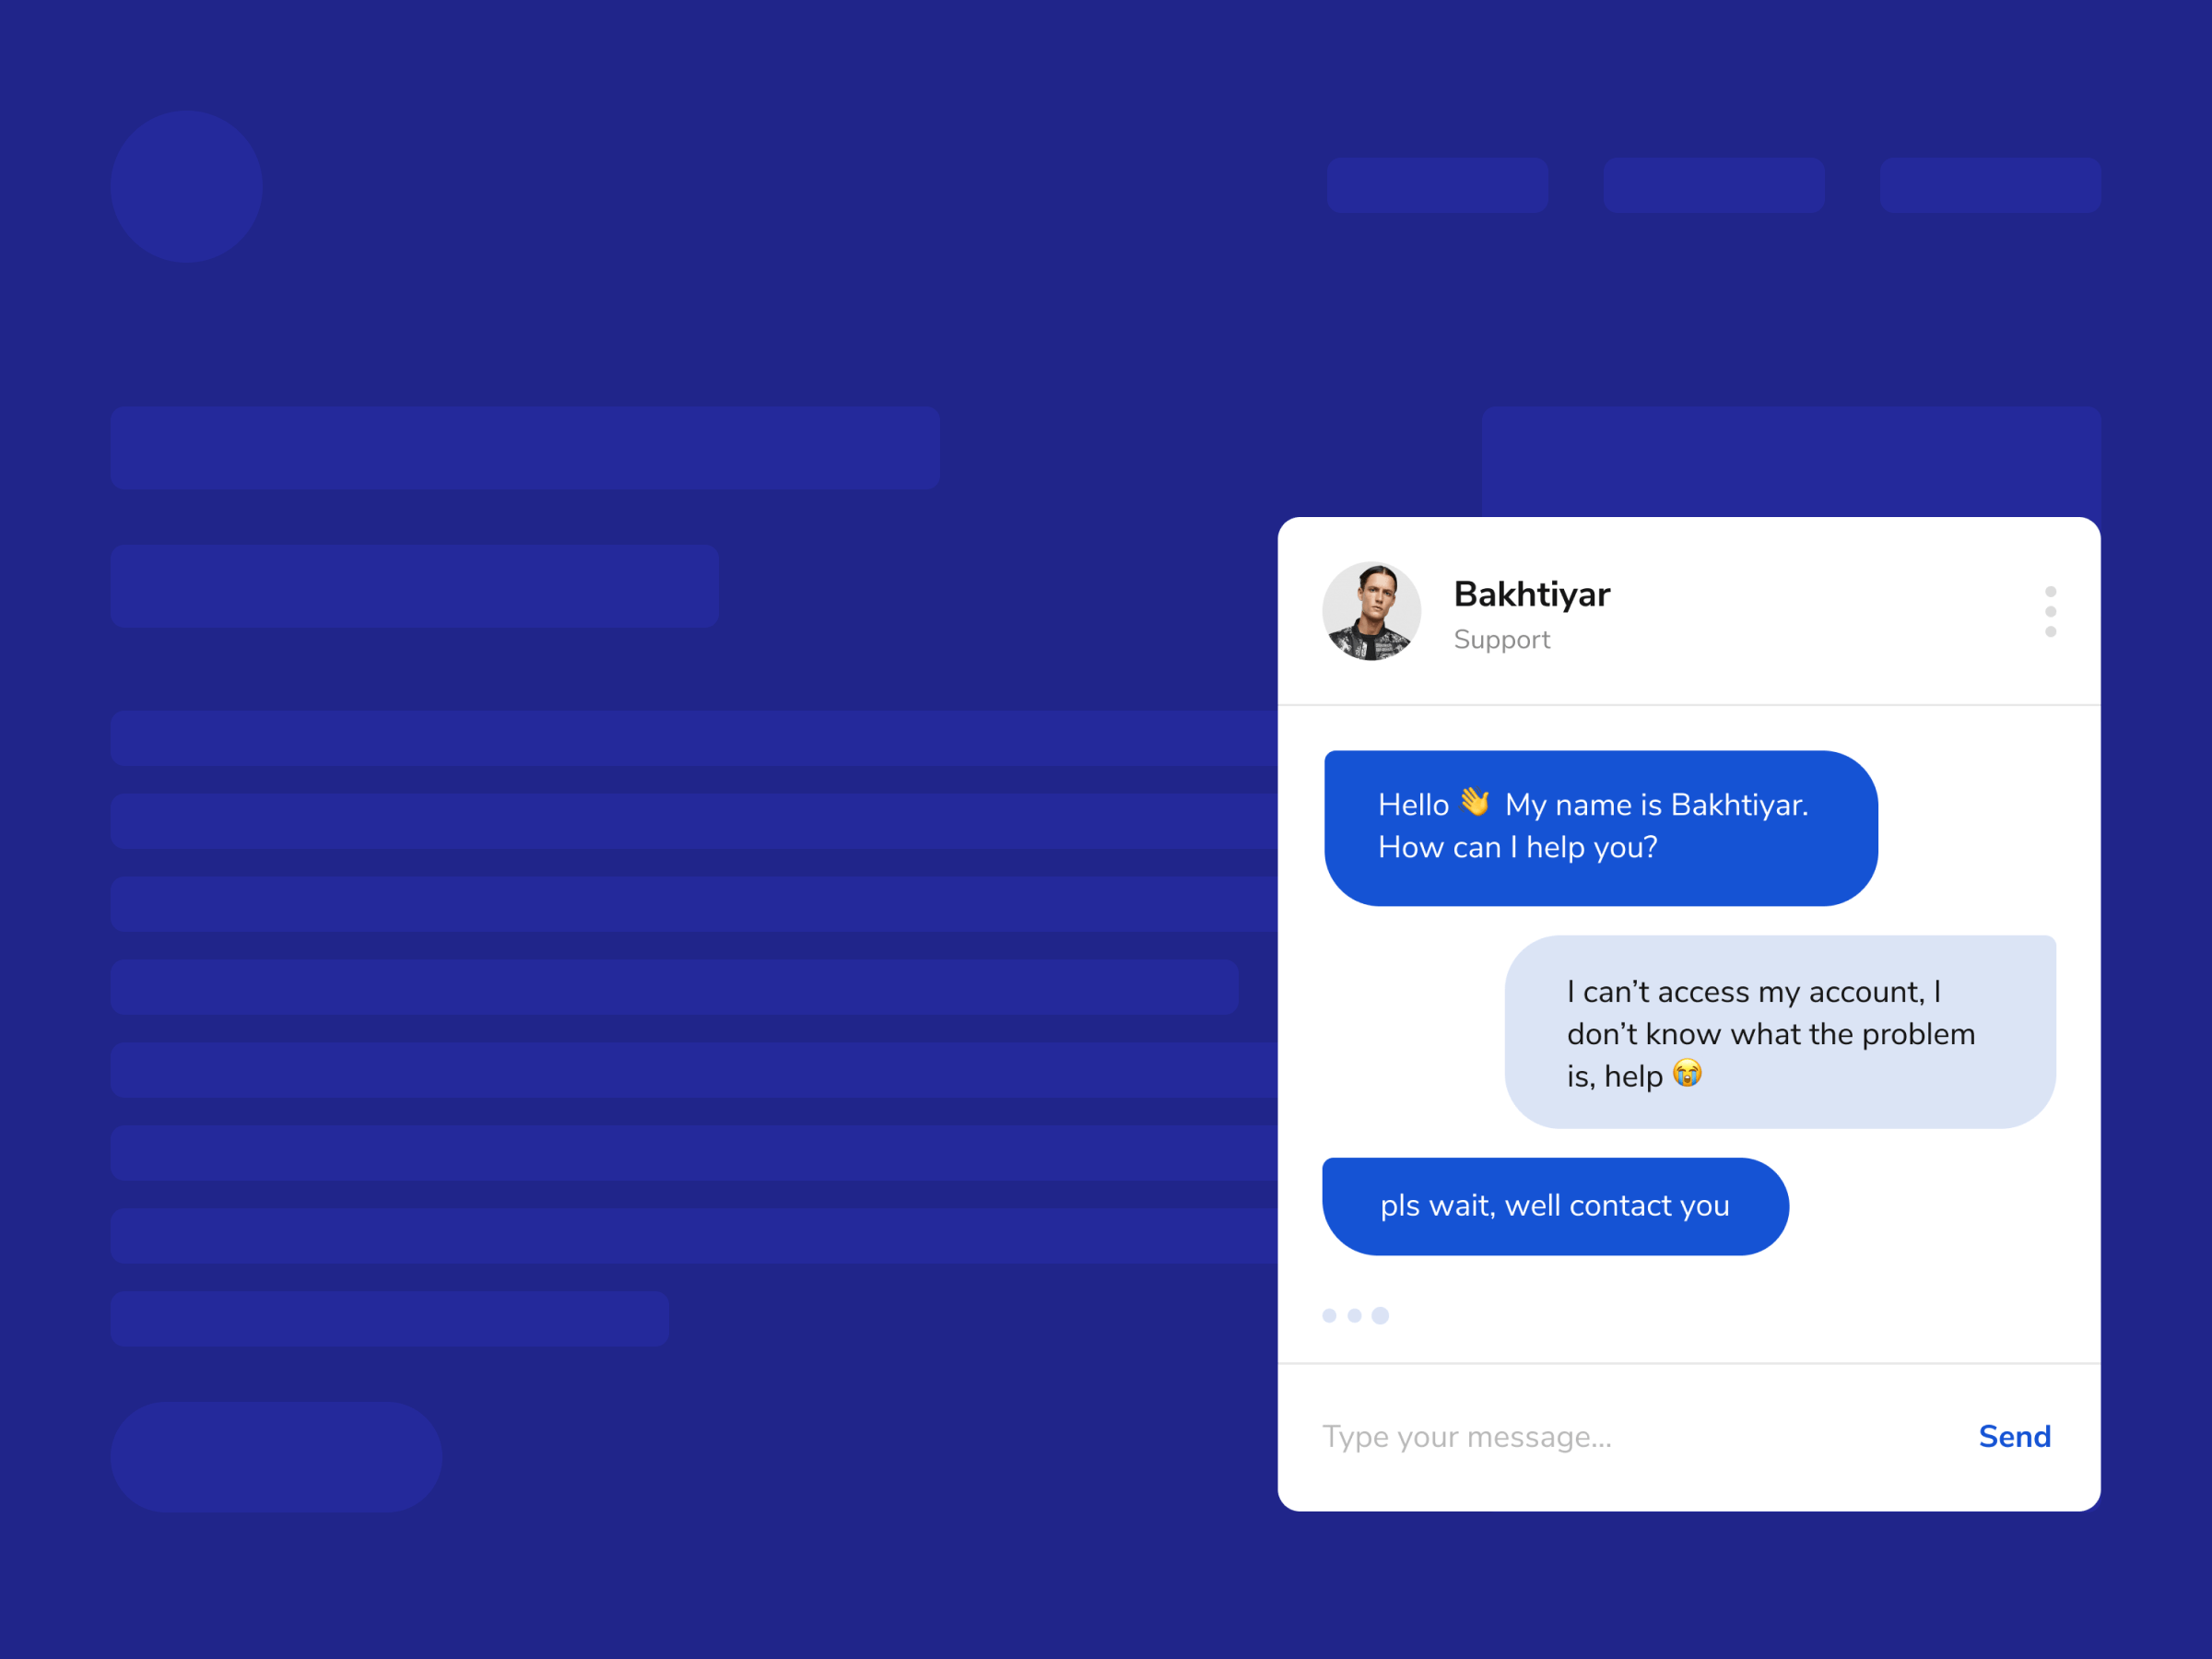 Bakhtiyar
Support
Hello 👋 My name is Bakhtiyar.
How can I help you?
I can’t access my account, I
don’t know what the problem
is, help 😭
pls wait, well contact you
Type your message...
Send